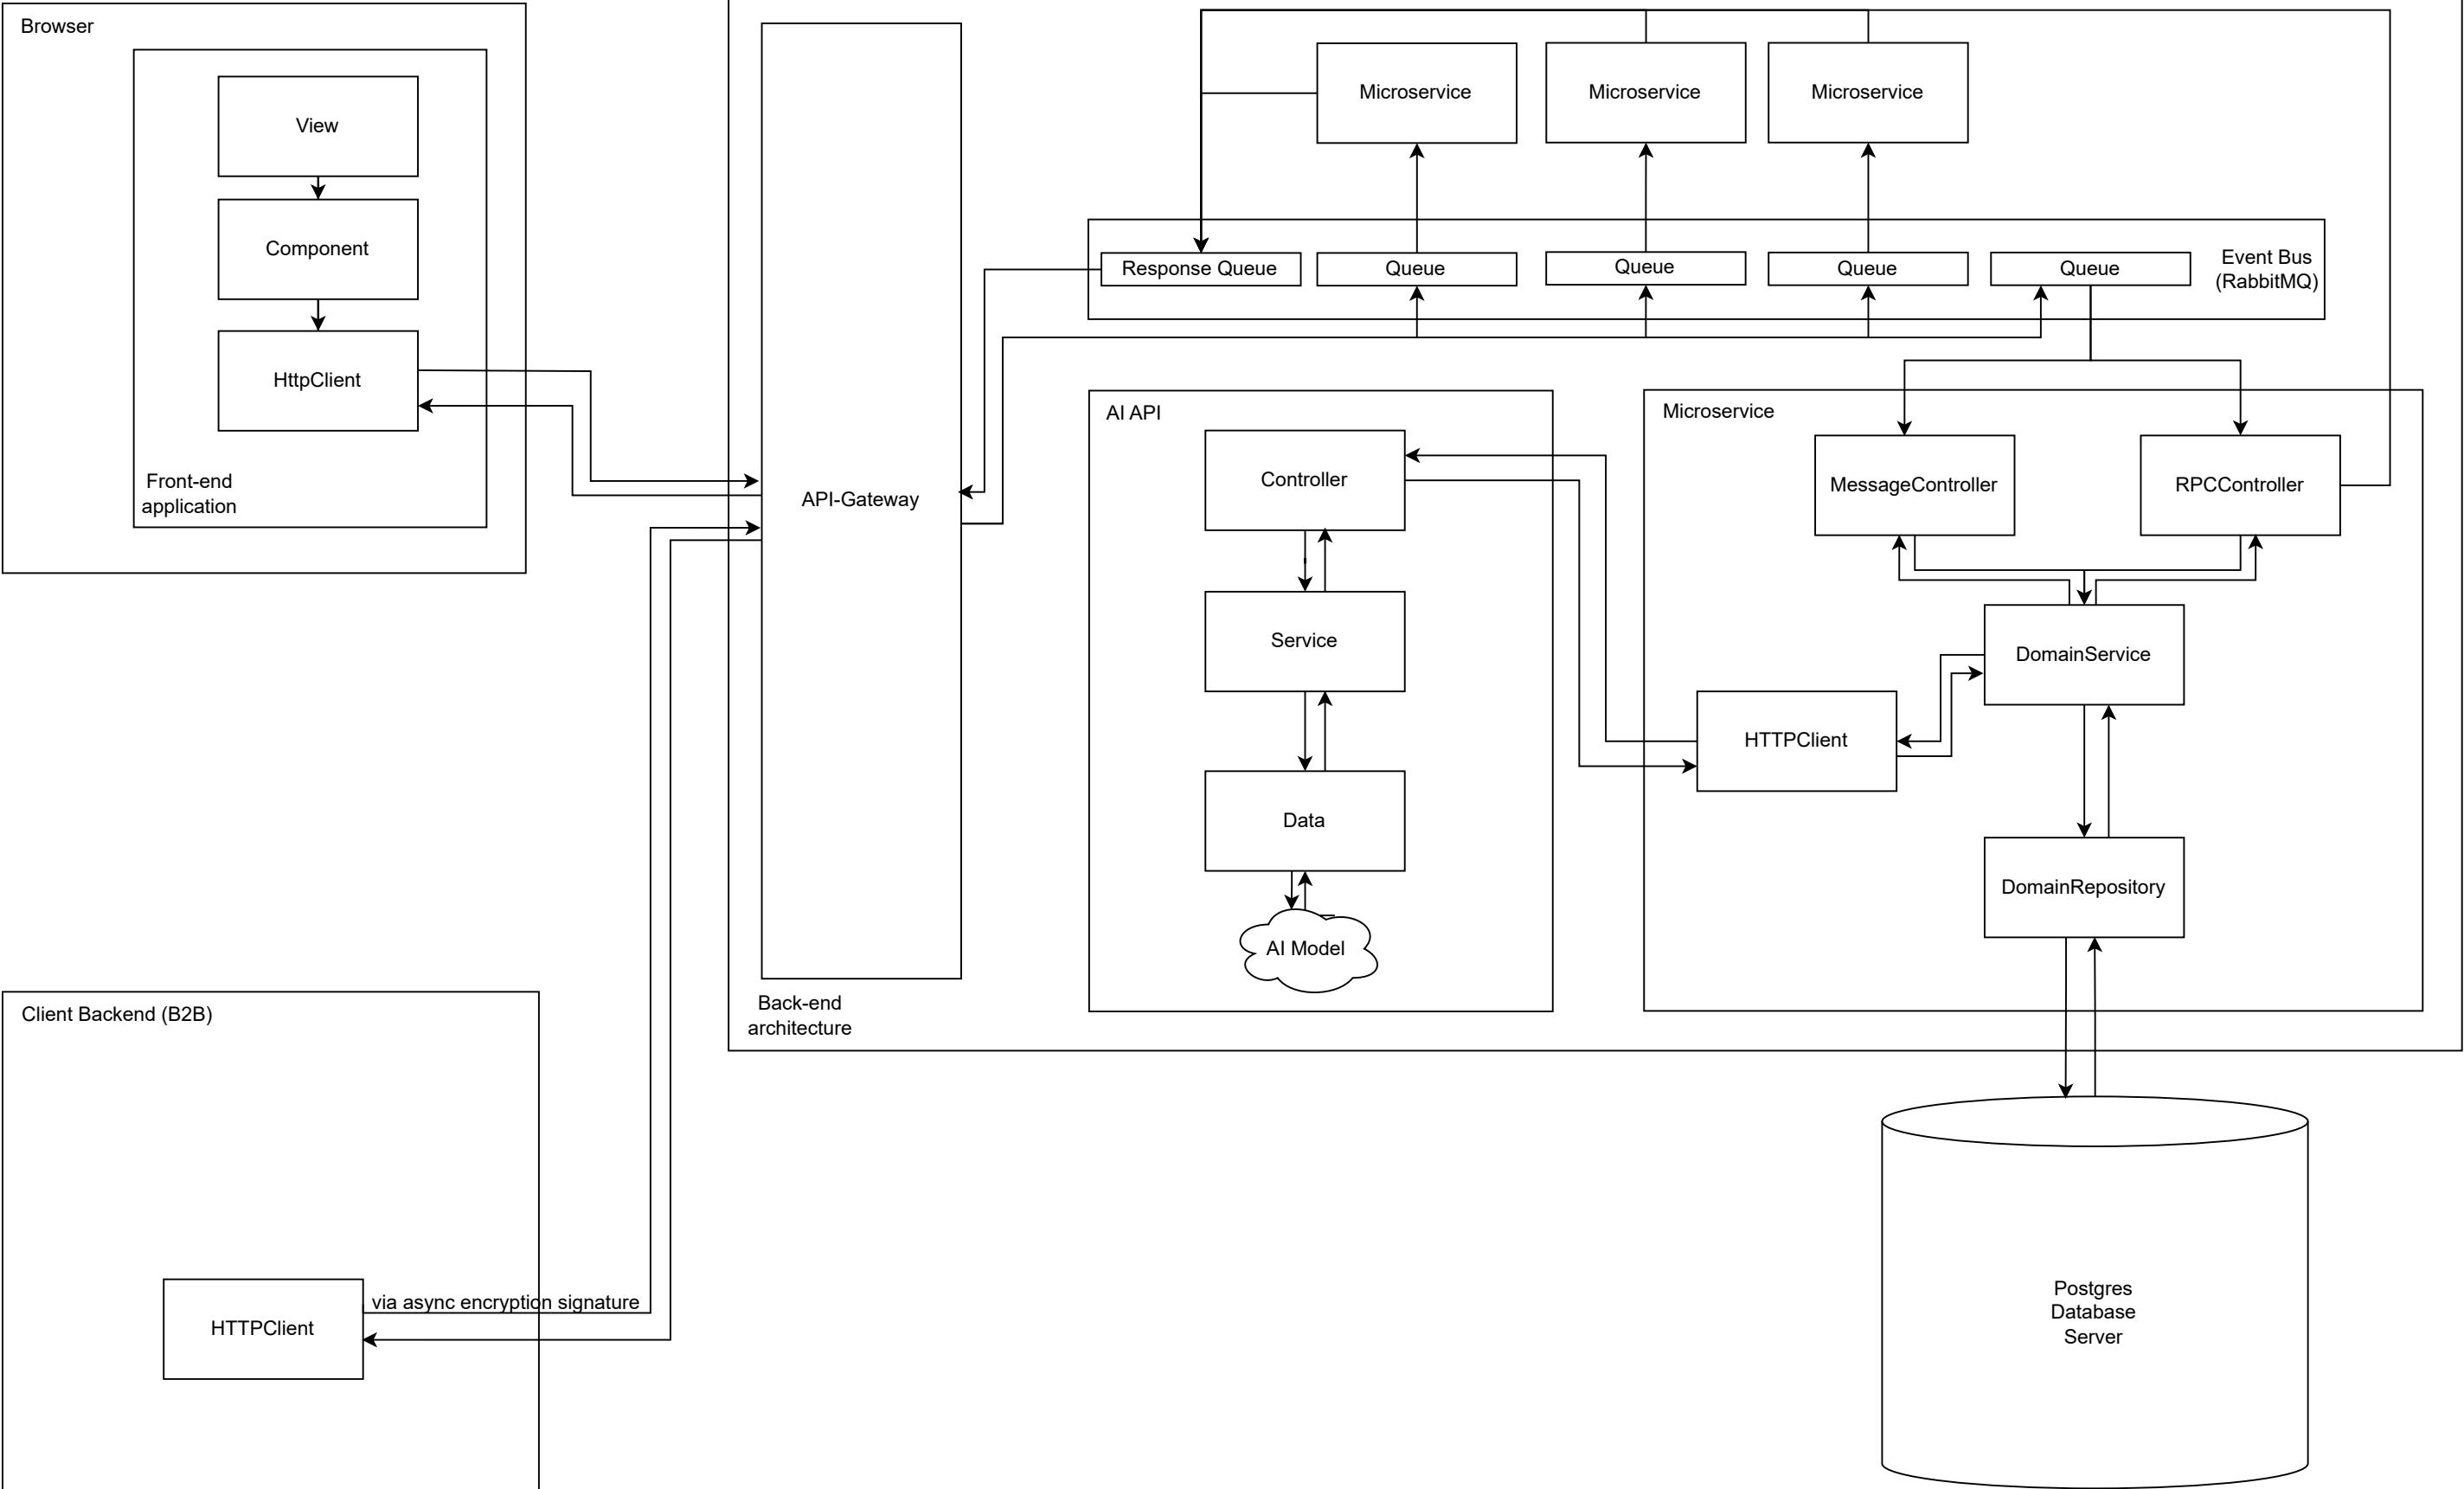 Browser
View
Component
HttpClient
Front-end
application
API-Gateway
Back-end
architecture
Microservice
Microservice
Microservice
Response Queue
Queue
Queue
Queue
Queue
Event Bus
(RabbitMQ)
AI API
Controller
Service
Data
AI Model
Microservice
MessageController
RPCController
DomainService
HTTPClient
DomainRepository
Client Backend (B2B)
via async encryption signature
HTTPClient
Postgres
Database
Server